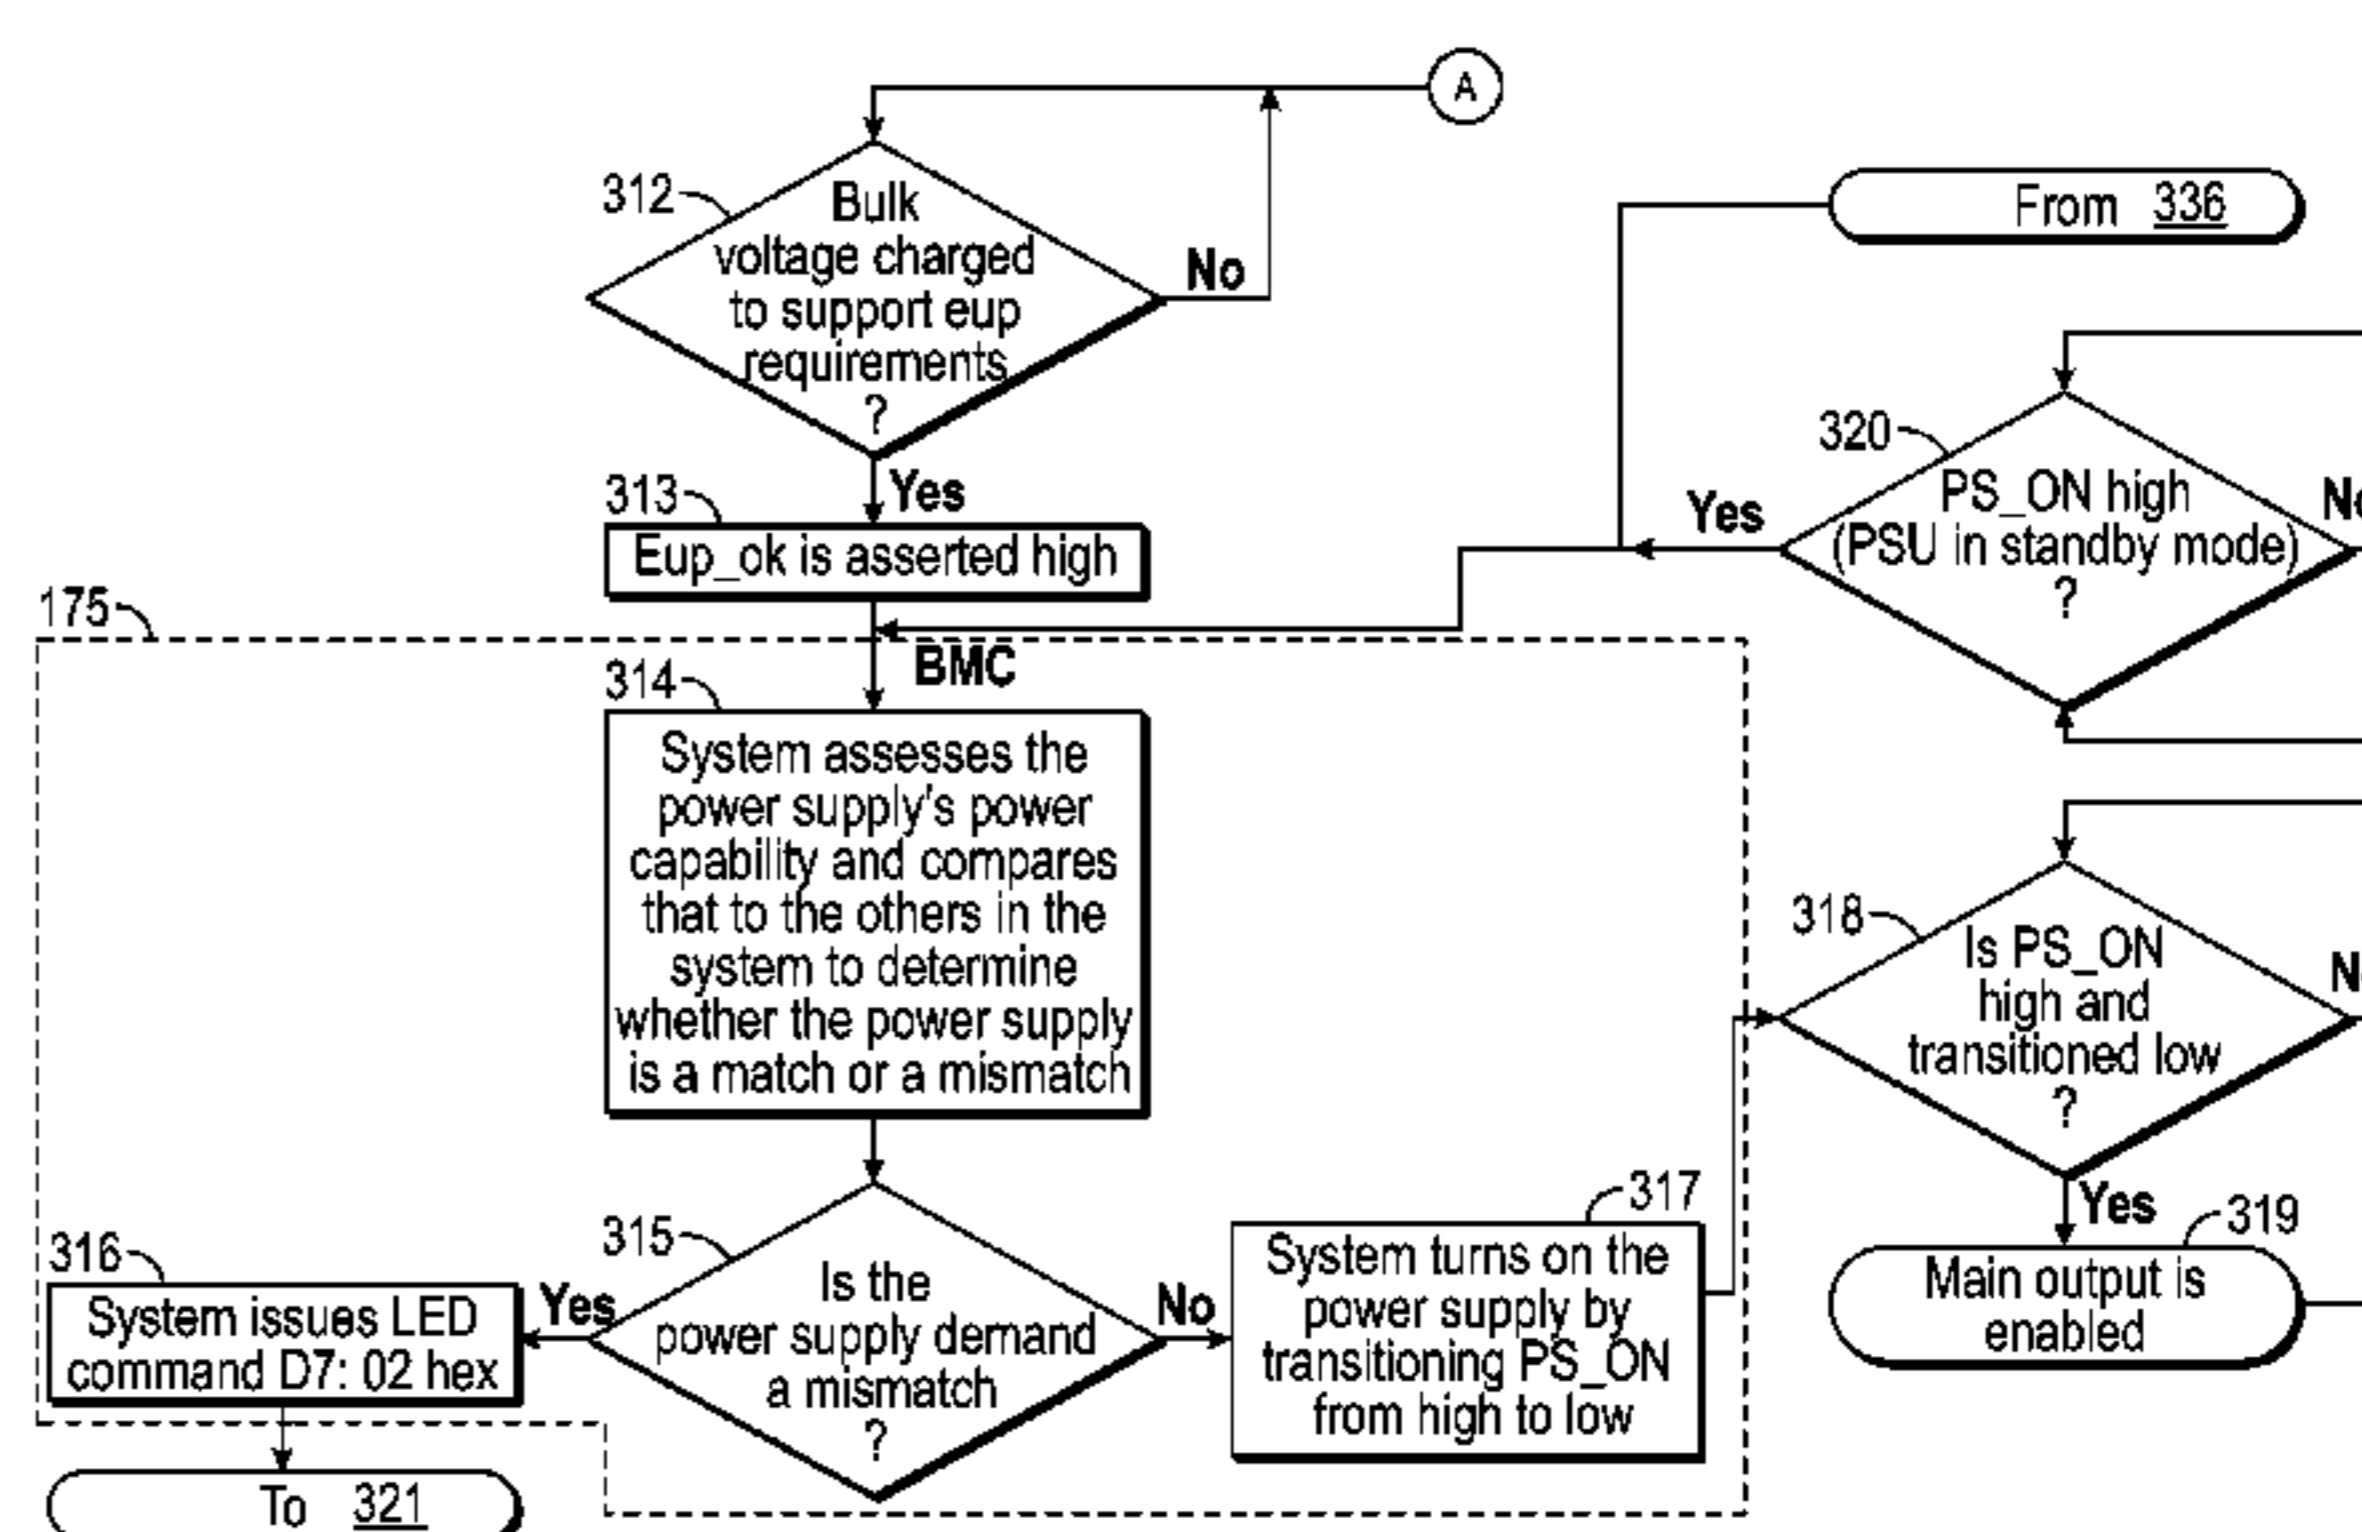 A
312
Bulk
voltage charged
to support eup
requirements
?
No
From 336
Yes
313
Eup_ok is asserted high
320
PS_ON high
(PSU in standby mode)
?
Yes
175
BMC
314
System assesses the
power supply's power
capability and compares
that to the others in the
system to determine
whether the power supply
is a match or a mismatch
318
Is PS_ON
high and
transitioned low
?
Yes
319
Main output is
enabled
315
Is the
power supply demand
a mismatch
?
Yes
No
316
System issues LED
command D7: 02 hex
317
System turns on the
power supply by
transitioning PS_ON
from high to low
To 321